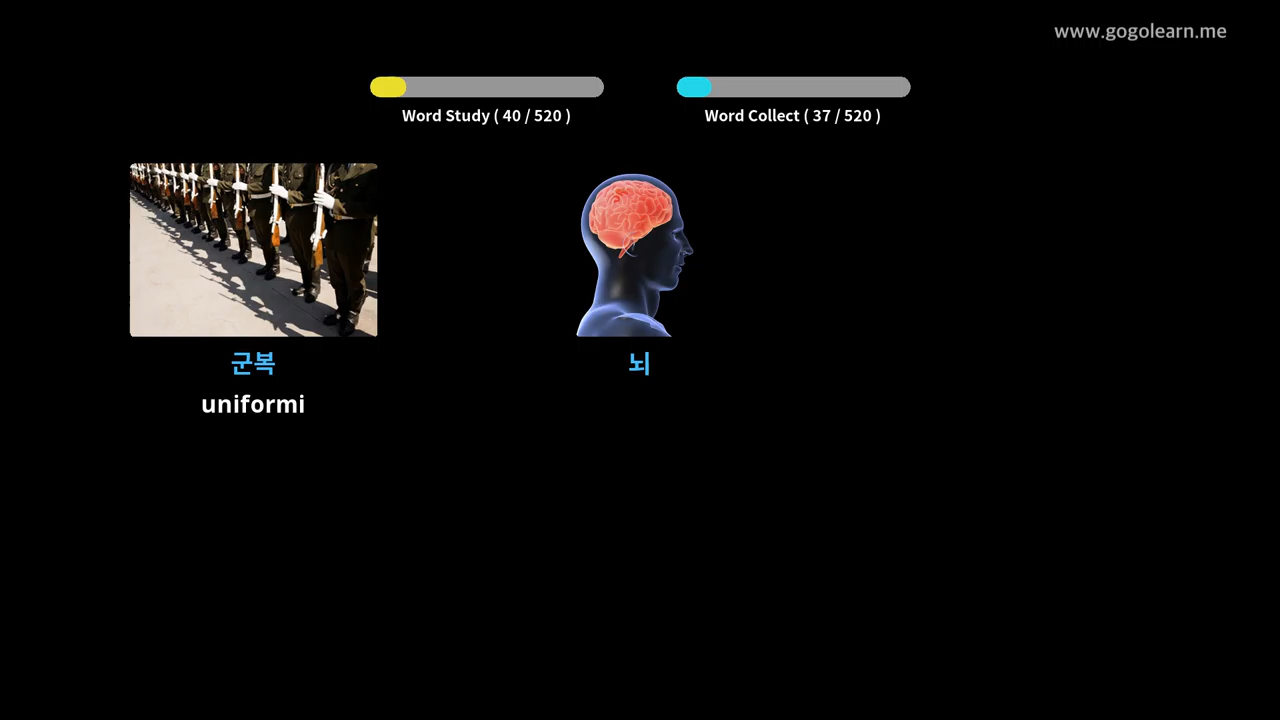 www.gogolearn.me
Word Study ( 40 / 520 )
Word Collect ( 37 / 520 )
군복
뇌
uniformi